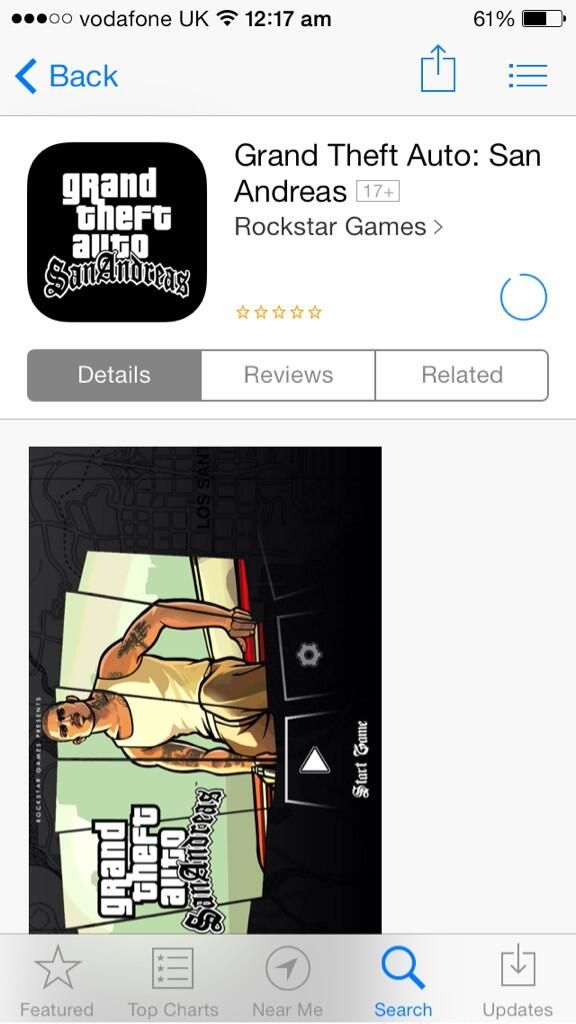 vodafone UK 12:17 am 61%
Back
grand
theft
auto
San Andreas
Grand Theft Auto: San
Andreas 17+
Rockstar Games >
Details Reviews Related
LOS SANT
ROCKSTAR GAMES PRESENTS
grand
theft
auto
San Andreas
Start Game
Featured Top Charts Near Me Search Updates